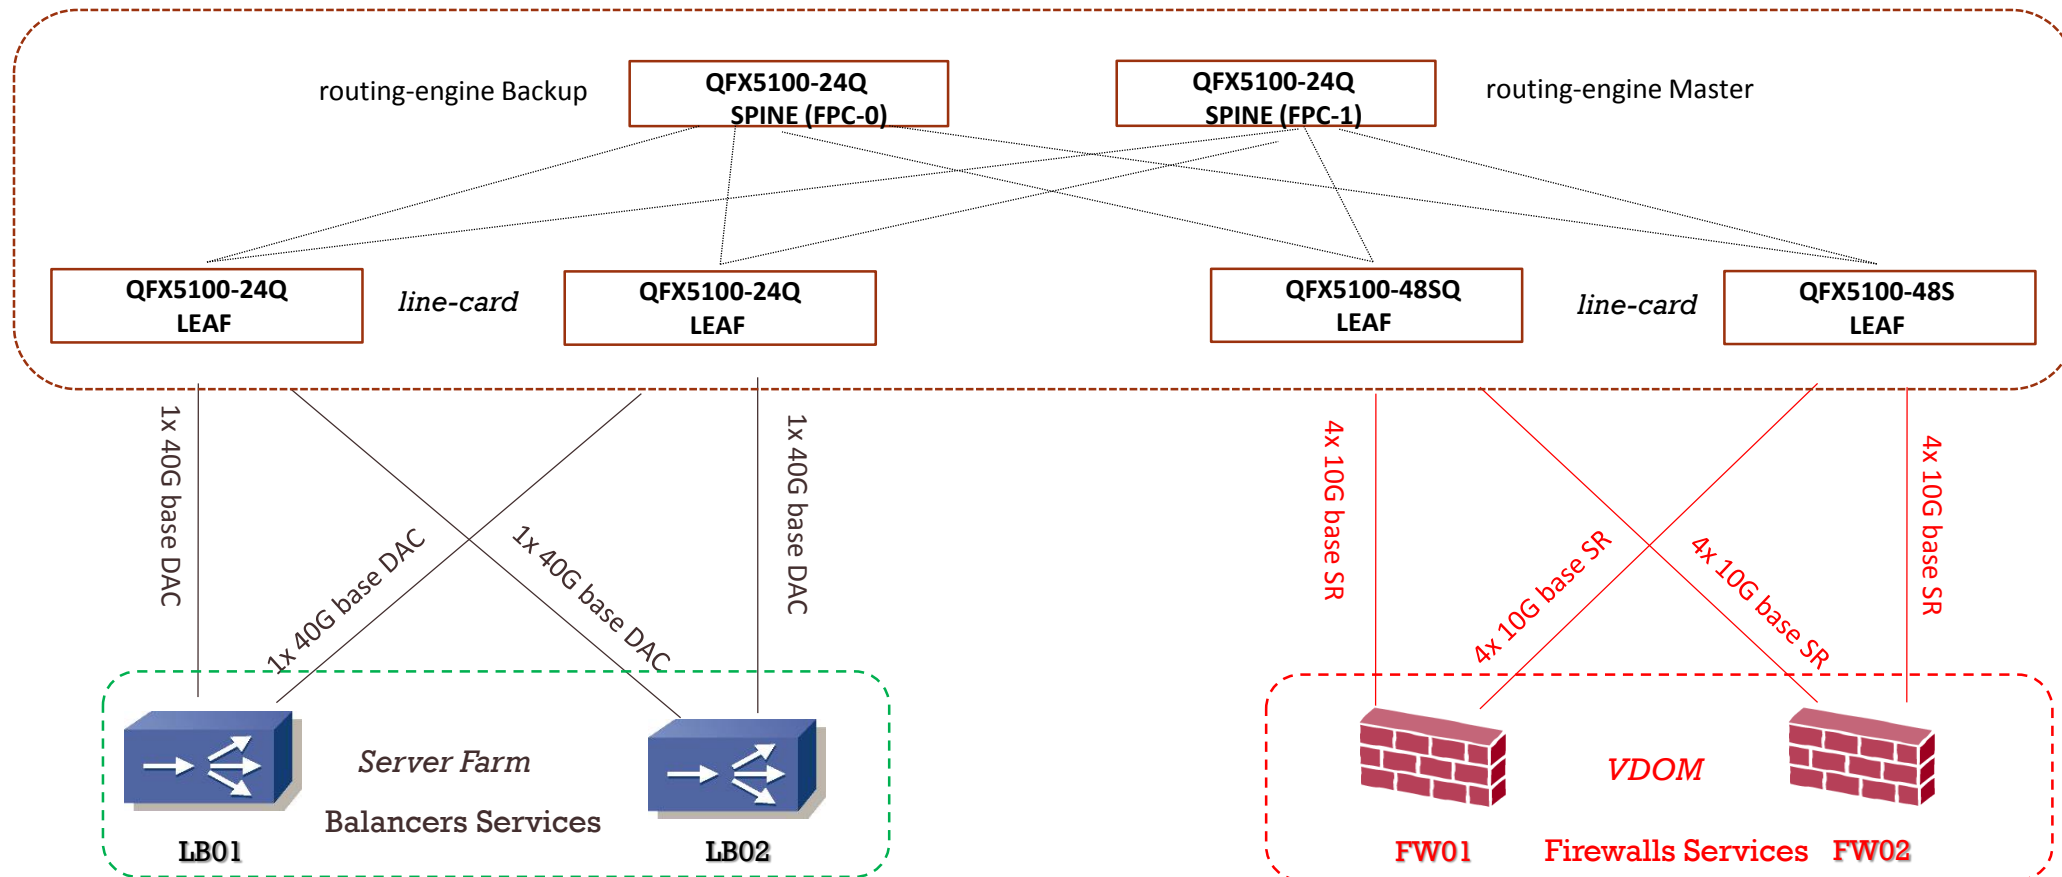 routing-engine Backup
QFX5100-24Q
SPINE (FPC-0)
QFX5100-24Q
SPINE (FPC-1)
routing-engine Master
QFX5100-24Q
LEAF
line-card
QFX5100-24Q
LEAF
QFX5100-48SQ
LEAF
line-card
QFX5100-48S
LEAF
1x 40G base DAC
1x 40G base DAC
1x 40G base DAC
1x 40G base DAC
4x 10G base SR
4x 10G base SR
4x 10G base SR
4x 10G base SR
Server Farm
Balancers Services
LB01
LB02
VDOM
FW01
Firewalls Services
FW02